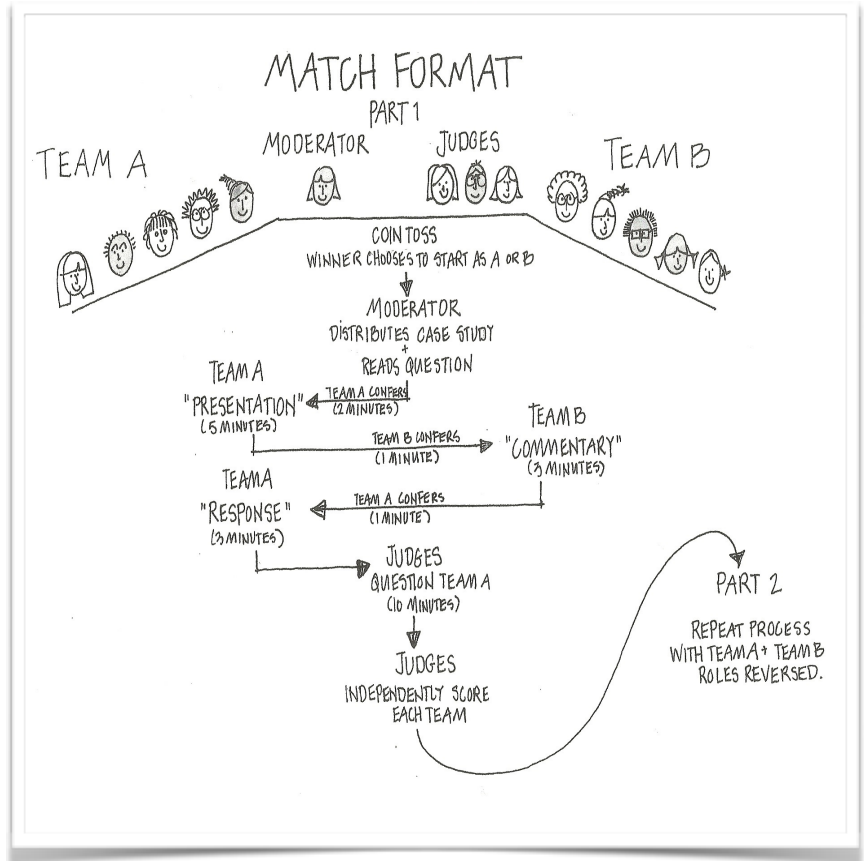 MATCH FORMAT
PART 1
TEAM A
MODERATOR
JUDGES
TEAM B
COIN TOSS
WINNER CHOOSES TO START AS A OR B
MODERATOR
DISTRIBUTES CASE STUDY
+
READS QUESTION
TEAM A
"PRESENTATION"
(5 MINUTES)
TEAM A CONFERS
(2 MINUTES)
TEAM B CONFERS
(1 MINUTE)
TEAM B
"COMMENTARY"
(3 MINUTES)
TEAM A CONFERS
(1 MINUTE)
TEAM A
"RESPONSE"
(3 MINUTES)
JUDGES
QUESTION TEAM A
(10 MINUTES)
JUDGES
INDEPENDENTLY SCORE
EACH TEAM
PART 2
REPEAT PROCESS
WITH TEAM A + TEAM B
ROLES REVERSED.